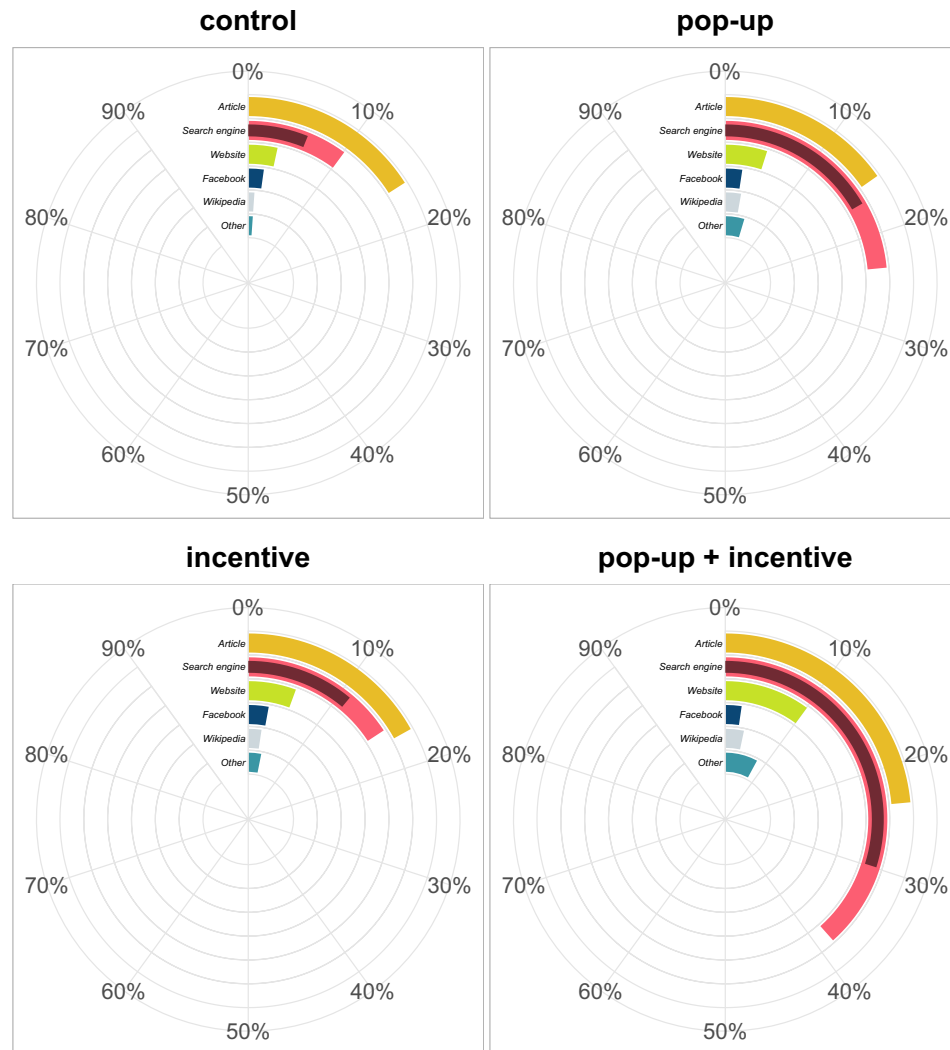 control
0%
90% 10%
Article
Search engine
Website
Facebook
Wikipedia
Other
80% 20%
70% 30%
60% 40%
50%
pop-up
0%
90% 10%
Article
Search engine
Website
Facebook
Wikipedia
Other
80% 20%
70% 30%
60% 40%
50%
incentive
0%
90% 10%
Article
Search engine
Website
Facebook
Wikipedia
Other
80% 20%
70% 30%
60% 40%
50%
pop-up + incentive
0%
90% 10%
Article
Search engine
Website
Facebook
Wikipedia
Other
80% 20%
70% 30%
60% 40%
50%